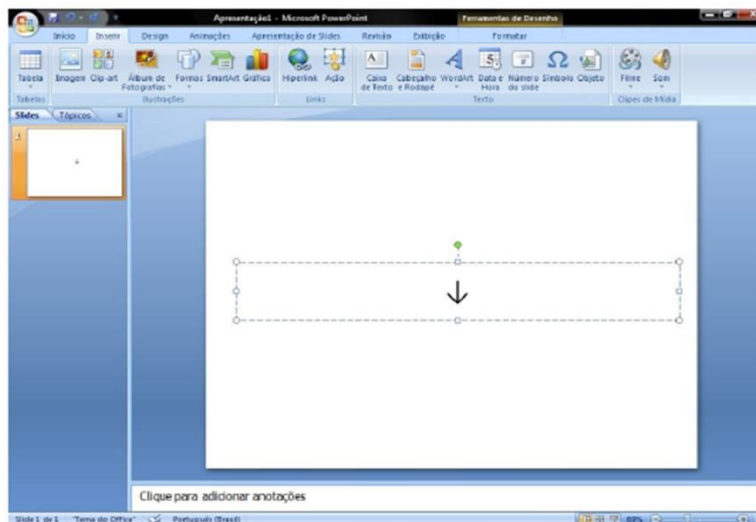 Apresentação1 - Microsoft PowerPoint
Ferramentas de Desenho
Início Inserir Design Animações Apresentação de Slides Revisão Exibição Formatar
Tabela Imagem Clip-art Álbum de Fotografias Formas SmartArt Gráfico Hiperlink Ação Caixa de Texto Cabeçalho e Rodapé WordArt Data e Hora Número do slide Símbolo Objeto Filme Som
Tabelas Ilustrações Links Texto Clipes de Mídia
Slides Tópicos
1
↓
Clique para adicionar anotações
Slide 1 de 1 "Tema do Office" Português (Brasil)